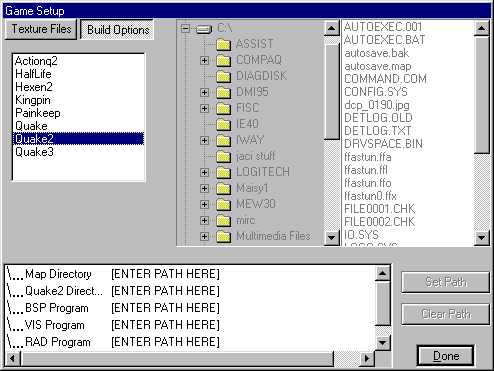 Game Setup
Texture Files
Build Options
Actionq2
HalfLife
Hexen2
Kingpin
Painkeep
Quake
Quake2
Quake3
C:\
ASSIST
COMPAQ
DIAGDISK
DMI95
FISC
IE40
IWAY
jaci stuff
LOGITECH
Maisy1
MEW30
mirc
Multimedia Files
AUTOEXEC.001
AUTOEXEC.BAT
autosave.bak
autosave.map
COMMAND.COM
CONFIG.SYS
dcp_0190.jpg
DETLOG.OLD
DETLOG.TXT
DRVSPACE.BIN
ffastun.ffa
ffastun.ffl
ffastun.ffo
ffastun0.ffx
FILE0001.CHK
FILE0002.CHK
IO.SYS
LOGO.SYS
\... Map Directory [ENTER PATH HERE]
\... Quake2 Direct... [ENTER PATH HERE]
\... BSP Program [ENTER PATH HERE]
\... VIS Program [ENTER PATH HERE]
\... RAD Program [ENTER PATH HERE]
Set Path
Clear Path
Done